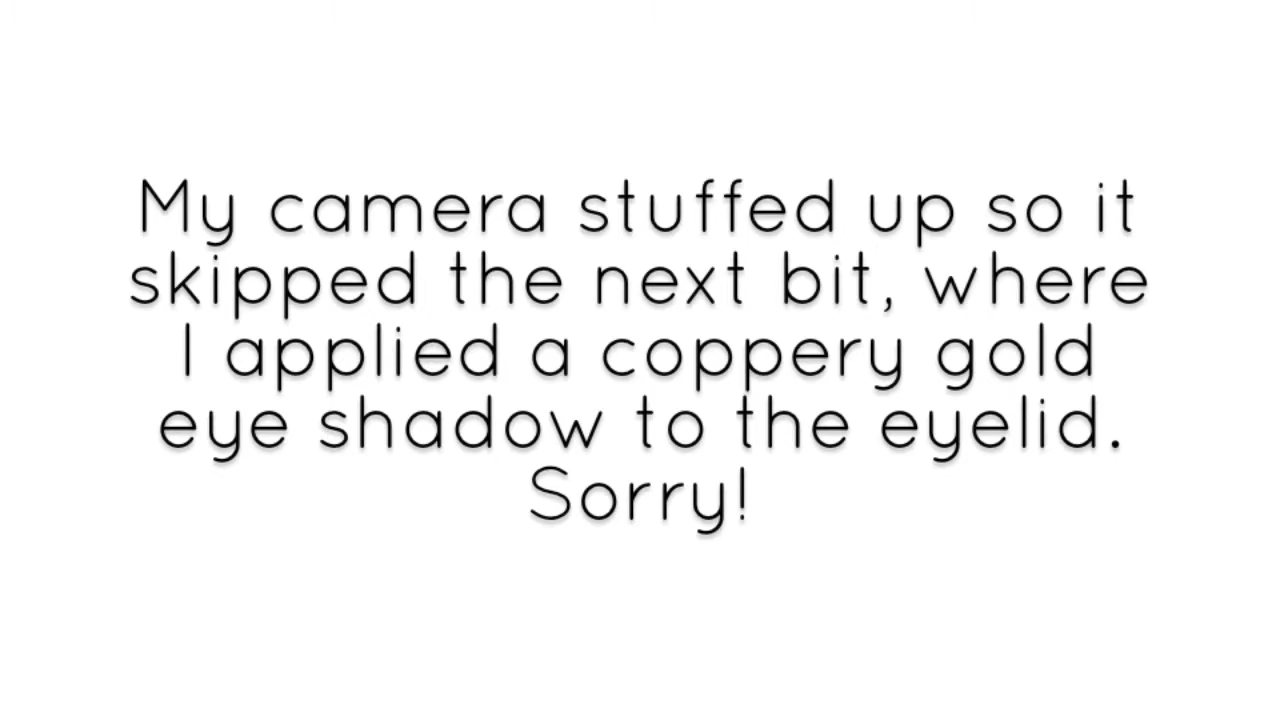 My camera stuffed up so it
skipped the next bit, where
I applied a coppery gold
eye shadow to the eyelid.
Sorry!